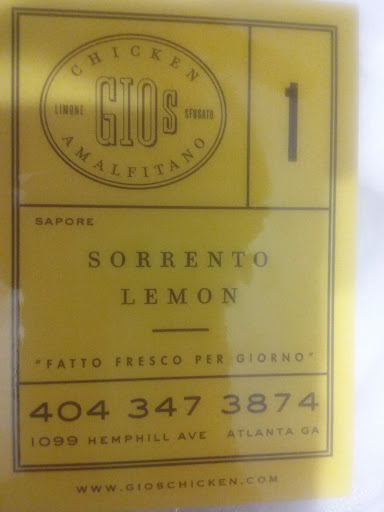 CHICKEN
LIMONE GIOs SFUSATO
AMALFITANO
1
SAPORE
SORRENTO
LEMON
"FATTO FRESCO PER GIORNO"
404 347 3874
1099 HEMPHILL AVE ATLANTA GA
WWW.GIOSCHICKEN.COM